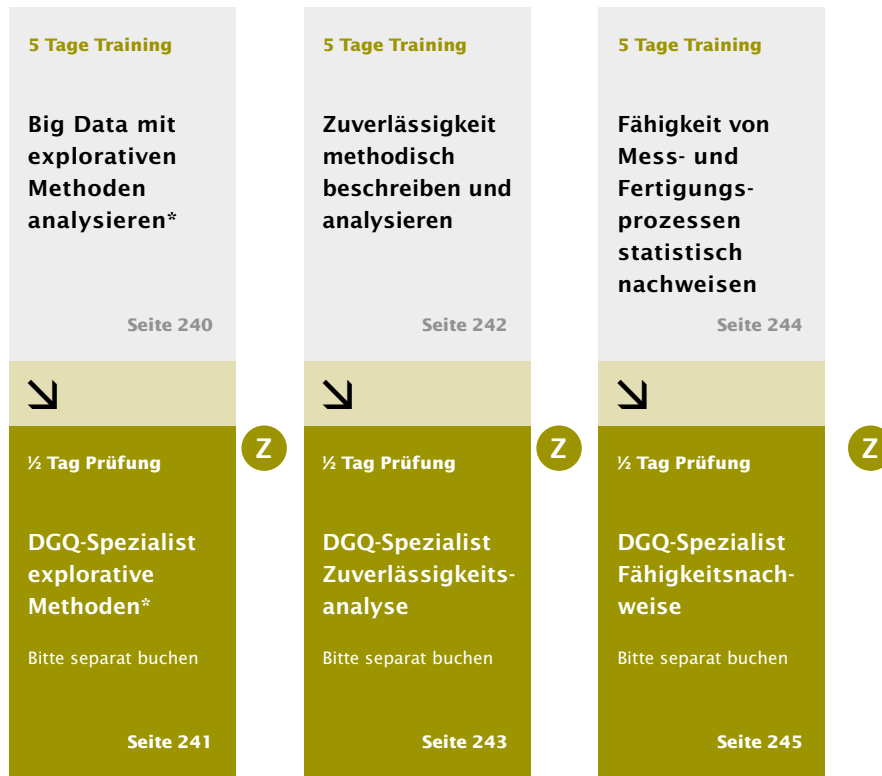 5 Tage Training
Big Data mit
explorativen
Methoden
analysieren*
Seite 240
½ Tag Prüfung
Z
DGQ-Spezialist
explorative
Methoden*
Bitte separat buchen
Seite 241
5 Tage Training
Zuverlässigkeit
methodisch
beschreiben und
analysieren
Seite 242
½ Tag Prüfung
Z
DGQ-Spezialist
Zuverlässigkeits-
analyse
Bitte separat buchen
Seite 243
5 Tage Training
Fähigkeit von
Mess- und
Fertigungs-
prozessen
statistisch
nachweisen
Seite 244
½ Tag Prüfung
Z
DGQ-Spezialist
Fähigkeitsnach-
weise
Bitte separat buchen
Seite 245